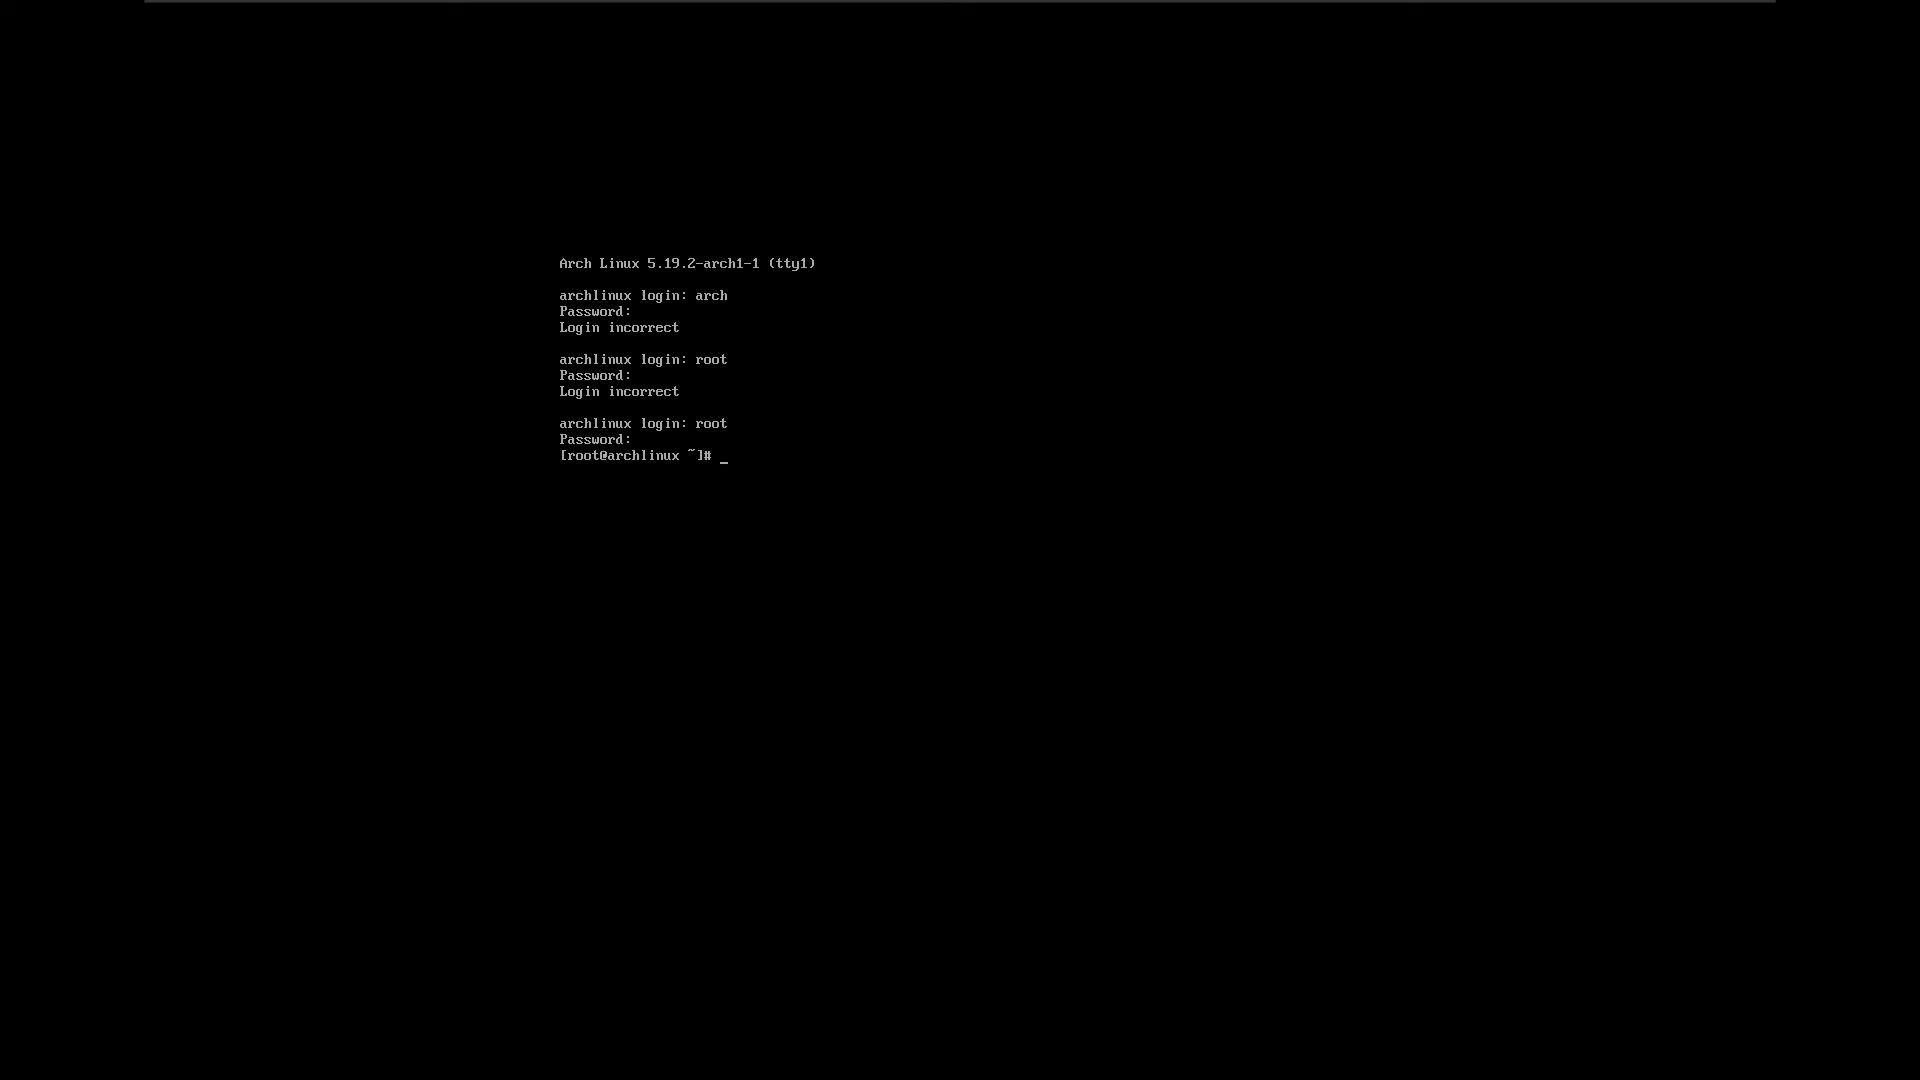 Arch Linux 5.19.2-arch1-1 (tty1)
archlinux login: arch
Password:
Login incorrect
archlinux login: root
Password:
Login incorrect
archlinux login: root
Password:
[root@archlinux ~]# _